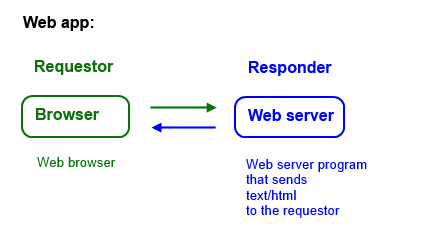 Web app:
Requestor
Responder
Browser
Web server
Web browser
Web server program
that sends
text/html
to the requestor